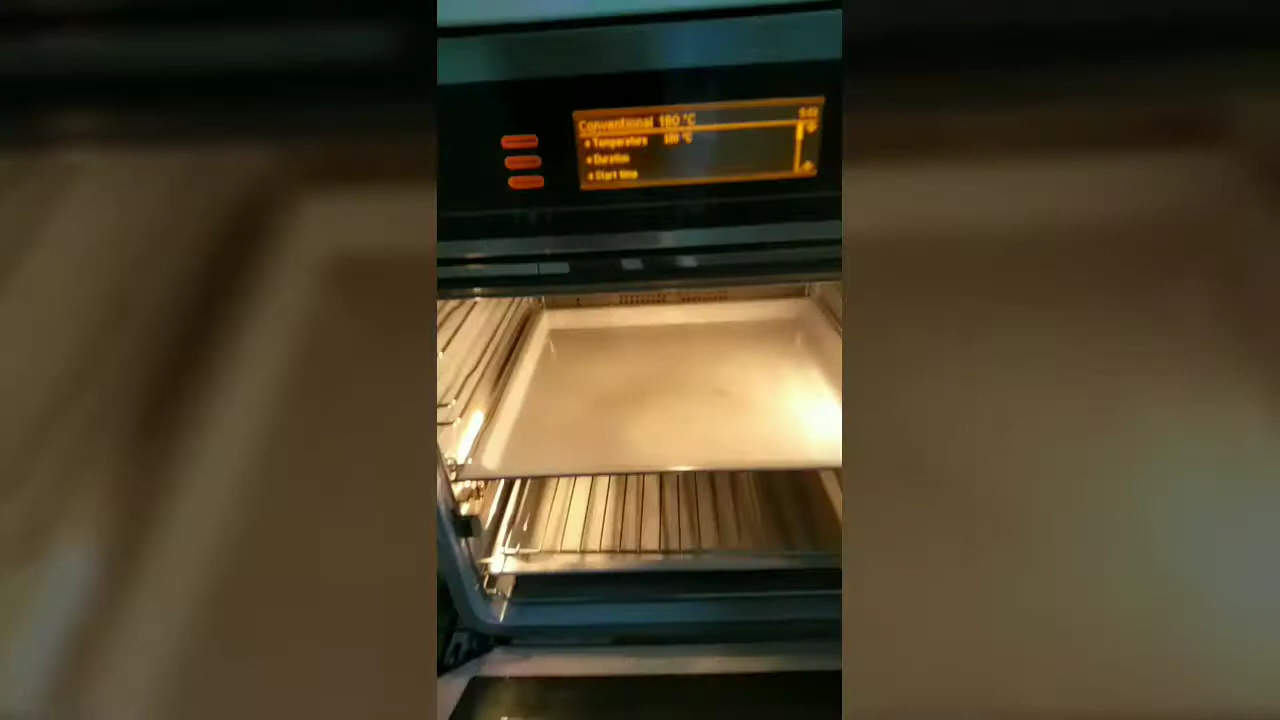 Conventional 180 °C
Temperature 180 °C
Duration
Start time